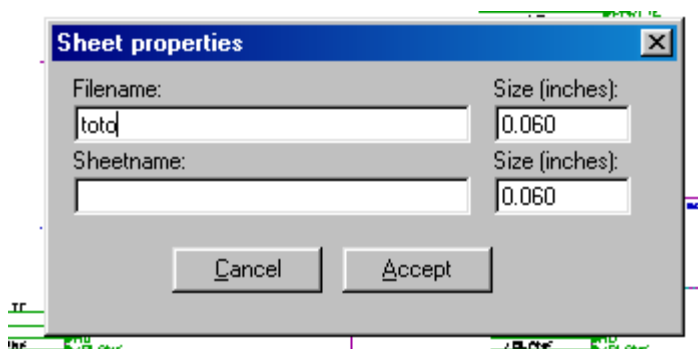 Sheet properties
Filename: Size (inches):
toto 0.060
Sheetname: Size (inches):
0.060
Cancel Accept